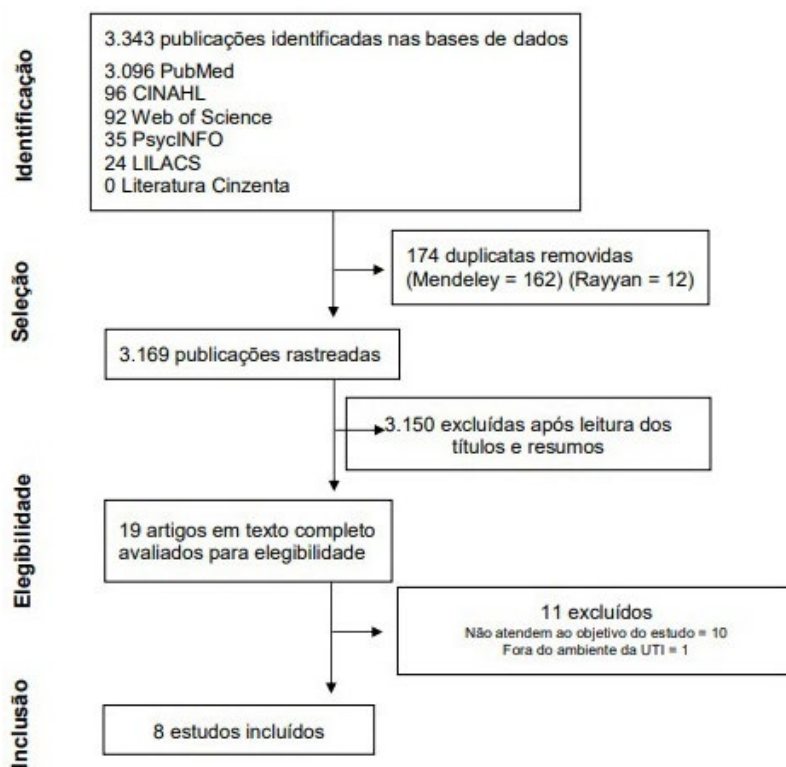 Identificação
3.343 publicações identificadas nas bases de dados
3.096 PubMed
96 CINAHL
92 Web of Science
35 PsycINFO
24 LILACS
0 Literatura Cinzenta
Seleção
174 duplicatas removidas
(Mendeley = 162) (Rayyan = 12)
3.169 publicações rastreadas
3.150 excluídas após leitura dos
títulos e resumos
Elegibilidade
19 artigos em texto completo
avaliados para elegibilidade
11 excluídos
Não atendem ao objetivo do estudo = 10
Fora do ambiente da UTI = 1
Inclusão
8 estudos incluídos